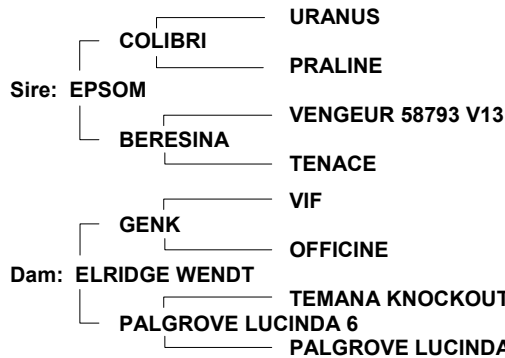 URANUS
COLIBRI
PRALINE
Sire: EPSOM
VENGEUR 58793 V13
BERESINA
TENACE
VIF
GENK
OFFICINE
Dam: ELRIDGE WENDT
TEMANA KNOCKOUT
PALGROVE LUCINDA 6
PALGROVE LUCINDA